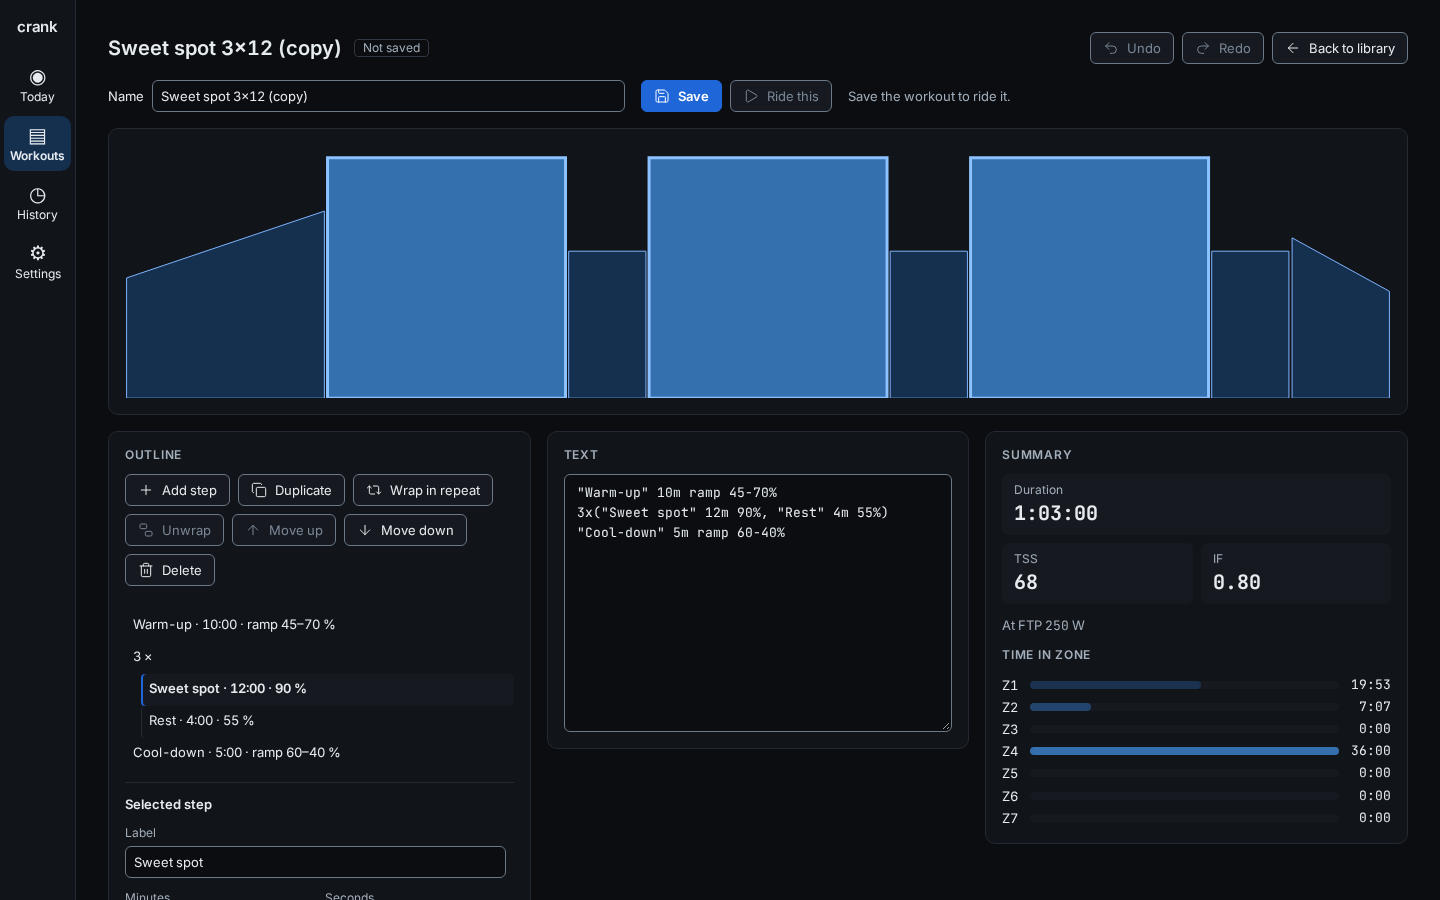 crank
Today
Workouts
History
Settings
Sweet spot 3×12 (copy)
Not saved
Undo
Redo
Back to library
Name
Sweet spot 3×12 (copy)
Save
Ride this
Save the workout to ride it.
OUTLINE
Add step
Duplicate
Wrap in repeat
Unwrap
Move up
Move down
Delete
Warm-up · 10:00 · ramp 45–70 %
3 ×
Sweet spot · 12:00 · 90 %
Rest · 4:00 · 55 %
Cool-down · 5:00 · ramp 60–40 %
Selected step
Label
Sweet spot
Minutes
Seconds
TEXT
"Warm-up" 10m ramp 45-70%
3x("Sweet spot" 12m 90%, "Rest" 4m 55%)
"Cool-down" 5m ramp 60-40%
SUMMARY
Duration
1:03:00
TSS
68
IF
0.80
At FTP 250 W
TIME IN ZONE
Z1 19:53
Z2 7:07
Z3 0:00
Z4 36:00
Z5 0:00
Z6 0:00
Z7 0:00